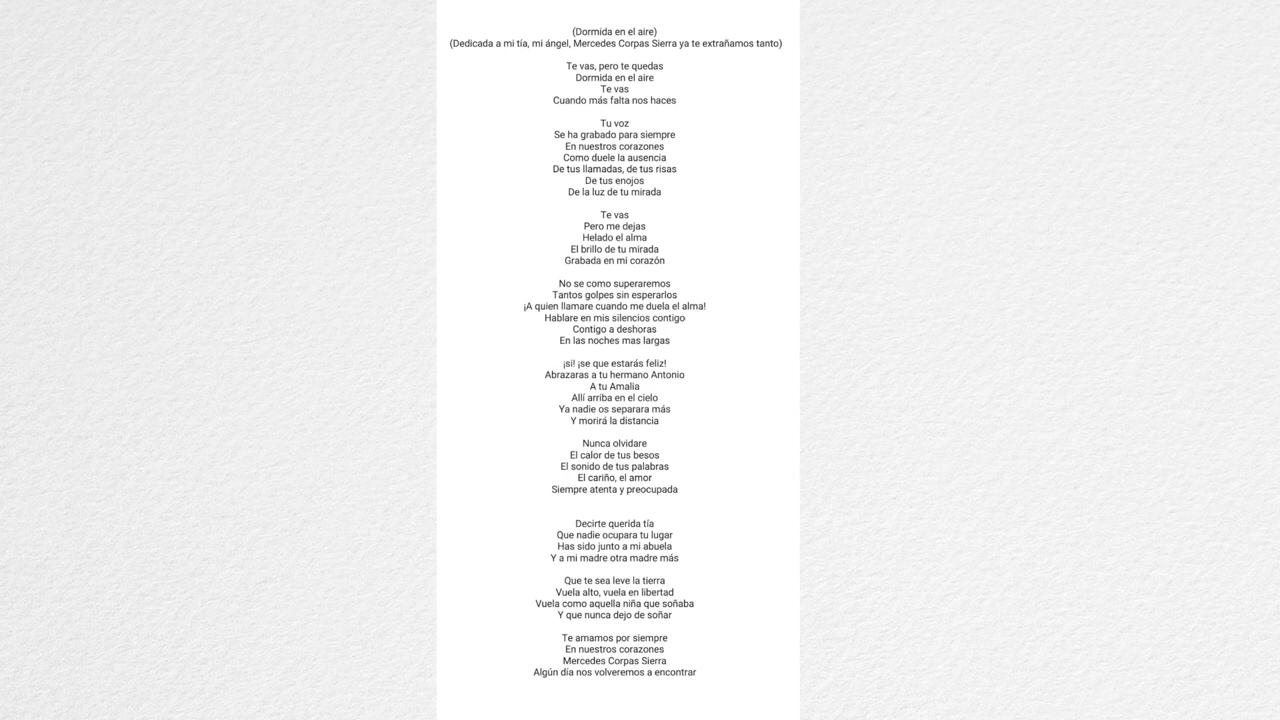 (Dormida en el aire)
(Dedicada a mi tía, mi ángel, Mercedes Corpas Sierra ya te extrañamos tanto)
Te vas, pero te quedas
Dormida en el aire
Te vas
Cuando más falta nos haces
Tu voz
Se ha grabado para siempre
En nuestros corazones
Como duele la ausencia
De tus llamadas, de tus risas
De tus enojos
De la luz de tu mirada
Te vas
Pero me dejas
Helado el alma
El brillo de tu mirada
Grabada en mi corazón
No se como superaremos
Tantos golpes sin esperarlos
¡A quien llamare cuando me duela el alma!
Hablare en mis silencios contigo
Contigo a deshoras
En las noches mas largas
¡sí! ¡se que estarás feliz!
Abrazaras a tu hermano Antonio
A tu Amalia
Allí arriba en el cielo
Ya nadie os separara más
Y morirá la distancia
Nunca olvidare
El calor de tus besos
El sonido de tus palabras
El cariño, el amor
Siempre atenta y preocupada
Decirte querida tía
Que nadie ocupara tu lugar
Has sido junto a mi abuela
Y a mi madre otra madre más
Que te sea leve la tierra
Vuela alto, vuela en libertad
Vuela como aquella niña que soñaba
Y que nunca dejo de soñar
Te amamos por siempre
En nuestros corazones
Mercedes Corpas Sierra
Algún día nos volveremos a encontrar